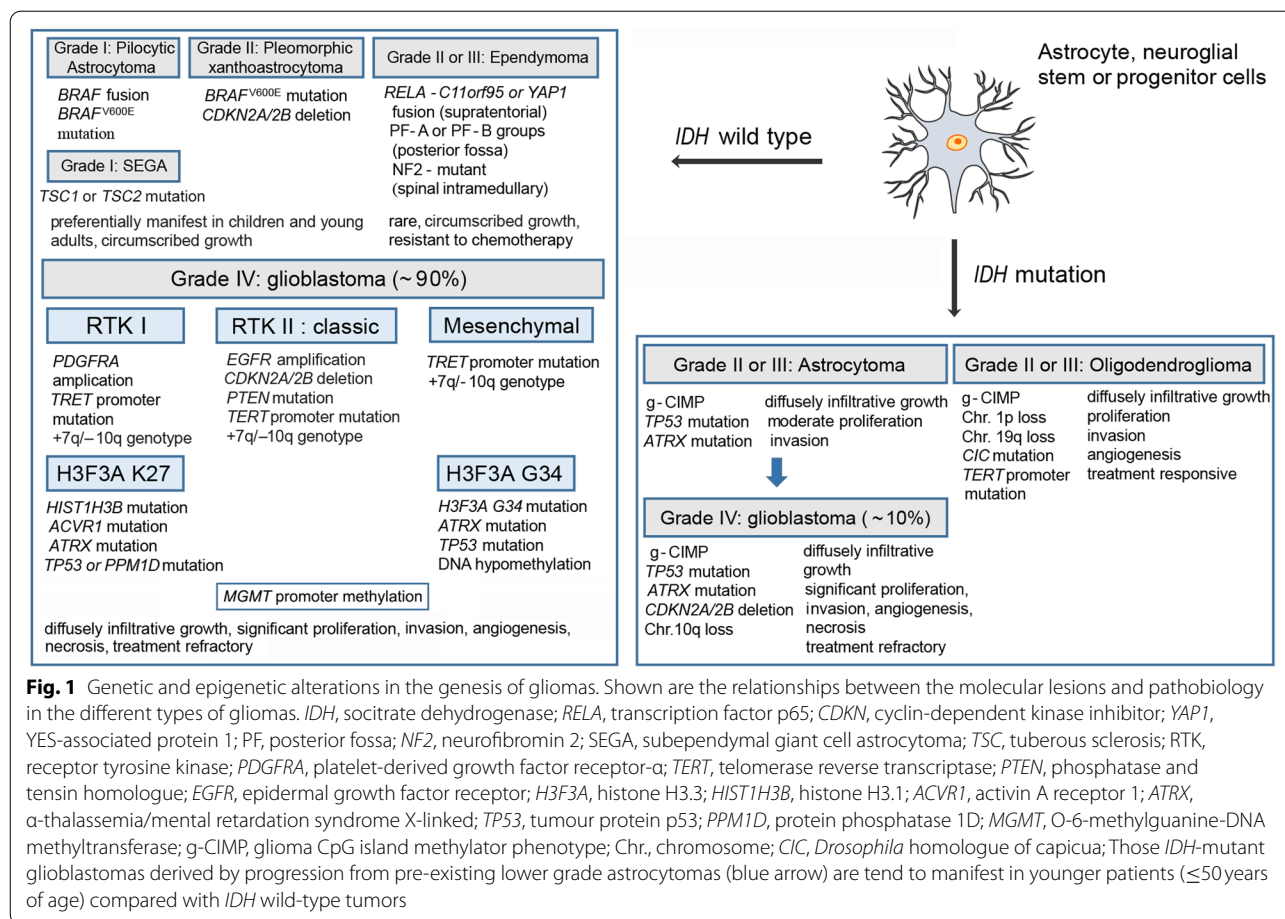 Grade I: Pilocytic
Astrocytoma
BRAF fusion
BRAFV600E
mutation
Grade I: SEGA
TSC1 or TSC2 mutation
Grade II: Pleomorphic
xanthoastrocytoma
BRAFV600E mutation
CDKN2A/2B deletion
preferentially manifest in children and young
adults, circumscribed growth
Grade II or III: Ependymoma
RELA - C11orf95 or YAP1
fusion (supratentorial)
PF- A or PF - B groups
(posterior fossa)
NF2 - mutant
(spinal intramedullary)
rare, circumscribed growth,
resistant to chemotherapy
Grade IV: glioblastoma (~ 90%)
RTK I
PDGFRA
amplication
TRET promoter
mutation
+7q/– 10q genotype
RTK II : classic
EGFR amplification
CDKN2A/2B deletion
PTEN mutation
TERT promoter mutation
+7q/–10q genotype
Mesenchymal
TRET promoter mutation
+7q/- 10q genotype
H3F3A K27
HIST1H3B mutation
ACVR1 mutation
ATRX mutation
TP53 or PPM1D mutation
H3F3A G34
H3F3A G34 mutation
ATRX mutation
TP53 mutation
DNA hypomethylation
MGMT promoter methylation
diffusely infiltrative growth, significant proliferation, invasion, angiogenesis,
necrosis, treatment refractory
Astrocyte, neuroglial
stem or progenitor cells
IDH wild type
IDH mutation
Grade II or III: Astrocytoma
g-CIMP
TP53 mutation
ATRX mutation
diffusely infiltrative growth
moderate proliferation
invasion
Grade IV: glioblastoma (~10%)
g- CIMP
TP53 mutation
ATRX mutation
CDKN2A/2B deletion
Chr.10q loss
diffusely infiltrative
growth
significant proliferation,
invasion, angiogenesis,
necrosis
treatment refractory
Grade II or III: Oligodendroglioma
g-CIMP
Chr. 1p loss
Chr. 19q loss
CIC mutation
TERT promoter
mutation
diffusely infiltrative growth
proliferation
invasion
angiogenesis
treatment responsive
Fig. 1 Genetic and epigenetic alterations in the genesis of gliomas. Shown are the relationships between the molecular lesions and pathobiology
in the different types of gliomas. IDH, socitrate dehydrogenase; RELA, transcription factor p65; CDKN, cyclin-dependent kinase inhibitor; YAP1,
YES-associated protein 1; PF, posterior fossa; NF2, neurofibromin 2; SEGA, subependymal giant cell astrocytoma; TSC, tuberous sclerosis; RTK,
receptor tyrosine kinase; PDGFRA, platelet-derived growth factor receptor-α; TERT, telomerase reverse transcriptase; PTEN, phosphatase and
tensin homologue; EGFR, epidermal growth factor receptor; H3F3A, histone H3.3; HIST1H3B, histone H3.1; ACVR1, activin A receptor 1; ATRX,
α-thalassemia/mental retardation syndrome X-linked; TP53, tumour protein p53; PPM1D, protein phosphatase 1D; MGMT, O-6-methylguanine-DNA
methyltransferase; g-CIMP, glioma CpG island methylator phenotype; Chr., chromosome; CIC, Drosophila homologue of capicua; Those IDH-mutant
glioblastomas derived by progression from pre-existing lower grade astrocytomas (blue arrow) are tend to manifest in younger patients (≤50 years
of age) compared with IDH wild-type tumors